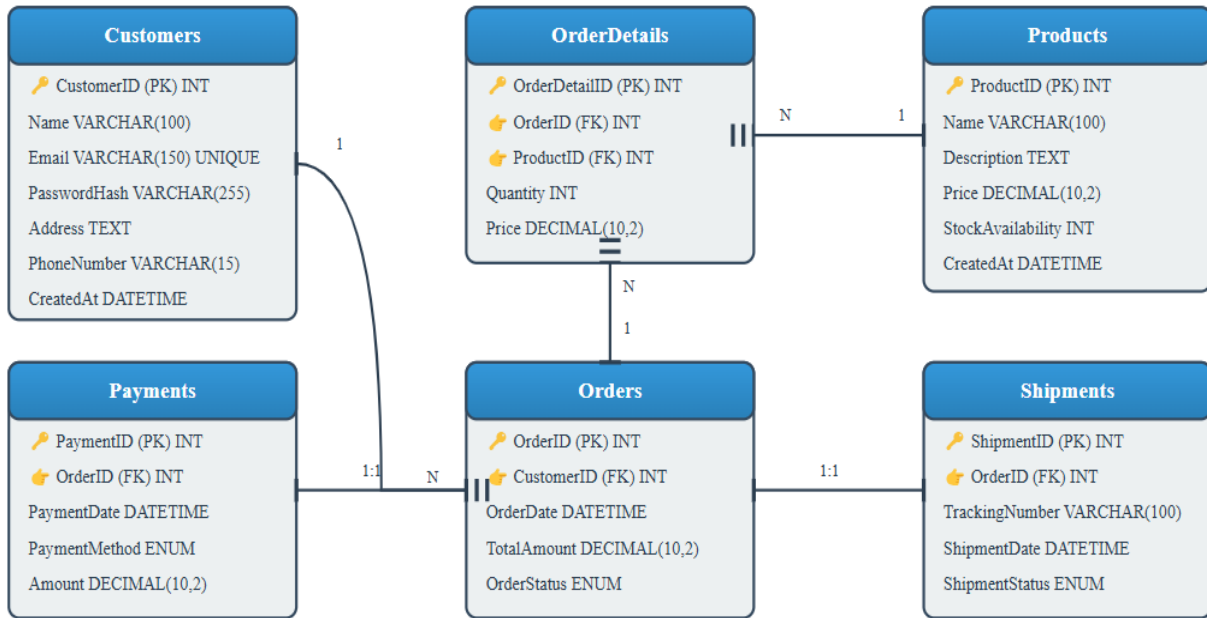 Customers
🔑 CustomerID (PK) INT
Name VARCHAR(100)
Email VARCHAR(150) UNIQUE
PasswordHash VARCHAR(255)
Address TEXT
PhoneNumber VARCHAR(15)
CreatedAt DATETIME
1
OrderDetails
🔑 OrderDetailID (PK) INT
👉 OrderID (FK) INT
👉 ProductID (FK) INT
Quantity INT
Price DECIMAL(10,2)
N
1
Products
🔑 ProductID (PK) INT
Name VARCHAR(100)
Description TEXT
Price DECIMAL(10,2)
StockAvailability INT
CreatedAt DATETIME
N
1
Payments
🔑 PaymentID (PK) INT
👉 OrderID (FK) INT
PaymentDate DATETIME
PaymentMethod ENUM
Amount DECIMAL(10,2)
1:1
N
Orders
🔑 OrderID (PK) INT
👉 CustomerID (FK) INT
OrderDate DATETIME
TotalAmount DECIMAL(10,2)
OrderStatus ENUM
1:1
Shipments
🔑 ShipmentID (PK) INT
👉 OrderID (FK) INT
TrackingNumber VARCHAR(100)
ShipmentDate DATETIME
ShipmentStatus ENUM